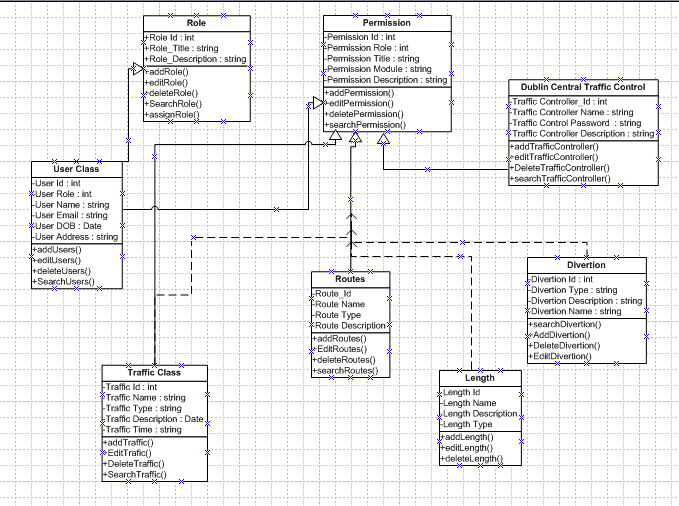 Role
+Role Id : int
+Role_Title : string
+Role_Description : string
+addRole()
+editRole()
+deleteRole()
+SearchRole()
+assignRole()
Permission
-Permission Id : int
-Permission Role : int
-Permission Title : string
-Permission Module : string
-Permission Description : string
+addPermission()
+editPermission()
+deletePermission()
+searchPermission()
Dublin Central Traffic Control
-Traffic Controller_Id : int
-Traffic Controller Name : string
-Traffic Control Password : string
-Traffic Controller Description : string
+addTrafficController()
+editTrafficController()
+DeleteTrafficController()
+searchTrafficController()
User Class
-User Id : int
-User Role : int
-User Name : string
-User Email : string
-User DOB : Date
-User Address : string
+addUsers()
+editUsers()
+deleteUsers()
+SearchUsers()
Routes
-Route_Id
-Route Name
-Route Type
-Route Description
+addRoutes()
+EditRoutes()
+deleteRoutes()
+searchRoutes()
Divertion
-Divertion Id : int
-Divertion Type : string
-Divertion Description : string
-Divertion Name : string
+searchDivertion()
+AddDivertion()
+DeleteDivertion()
+EdiitDivertion()
Traffic Class
-Traffic Id : int
-Traffic Name : string
-Traffic Type : string
-Traffic Description : Date
-Traffic Time : string
+addTraffic()
+EditTrafic()
+DeleteTraffic()
+SearchTraffic()
Length
-Length Id
-Length Name
-Length Description
-Length Type
+addLength()
+editLength()
+deleteLength()